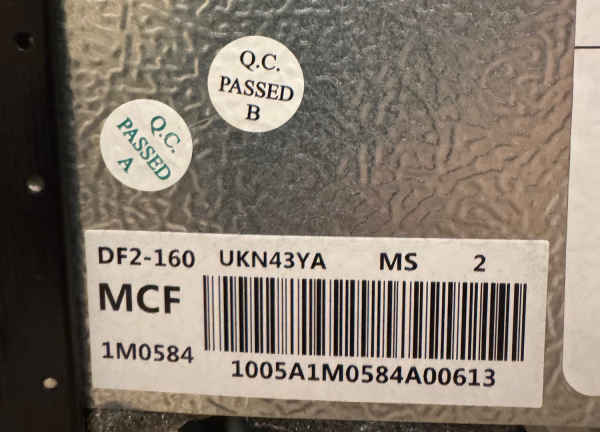 Q.C.
PASSED
B
Q.C.
PASSED
A
DF2-160 UKN43YA MS 2
MCF
1M0584
1005A1M0584A00613